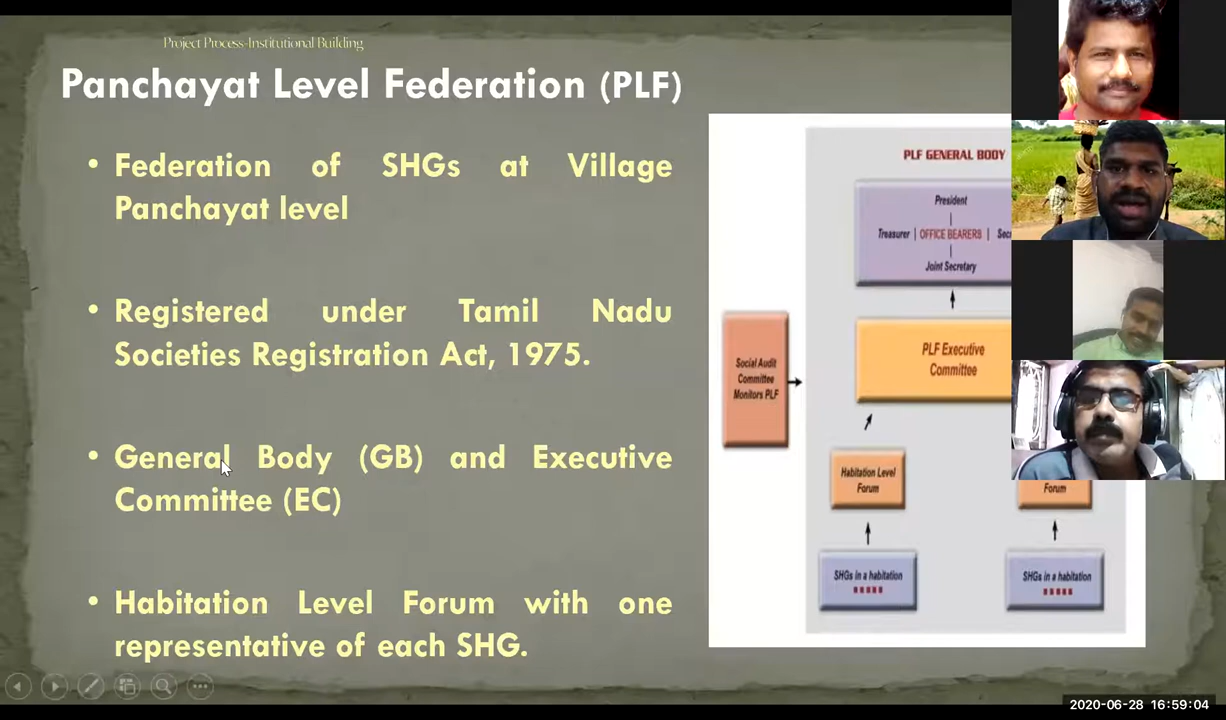 Project Process-Institutional Building
Panchayat Level Federation (PLF)
• Federation of SHGs at Village
Panchayat level
• Registered under Tamil Nadu
Societies Registration Act, 1975.
• General Body (GB) and Executive
Committee (EC)
• Habitation Level Forum with one
representative of each SHG.
PLF GENERAL BODY
President
Treasurer | OFFICE BEARERS |
Joint Secretary
PLF Executive
Committee
Social Audit
Committee
Monitors PLF
Habitation Level
Forum
Forum
SHGs in a habitation
SHGs in a habitation
2020-06-28 16:59:04